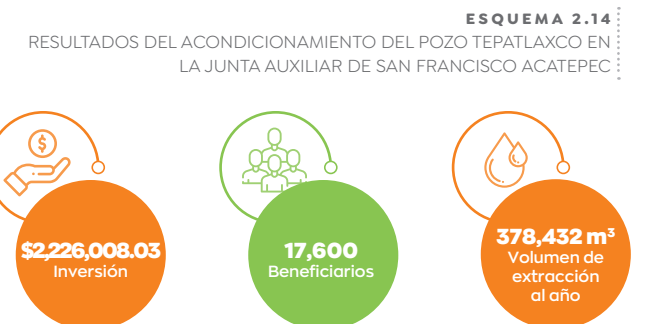 ESQUEMA 2.14
RESULTADOS DEL ACONDICIONAMIENTO DEL POZO TEPATLAXCO EN
LA JUNTA AUXILIAR DE SAN FRANCISCO ACATEPEC
$
$2,226,008.03
Inversión
17,600
Beneficiarios
378,432 m³
Volumen de
extracción
al año